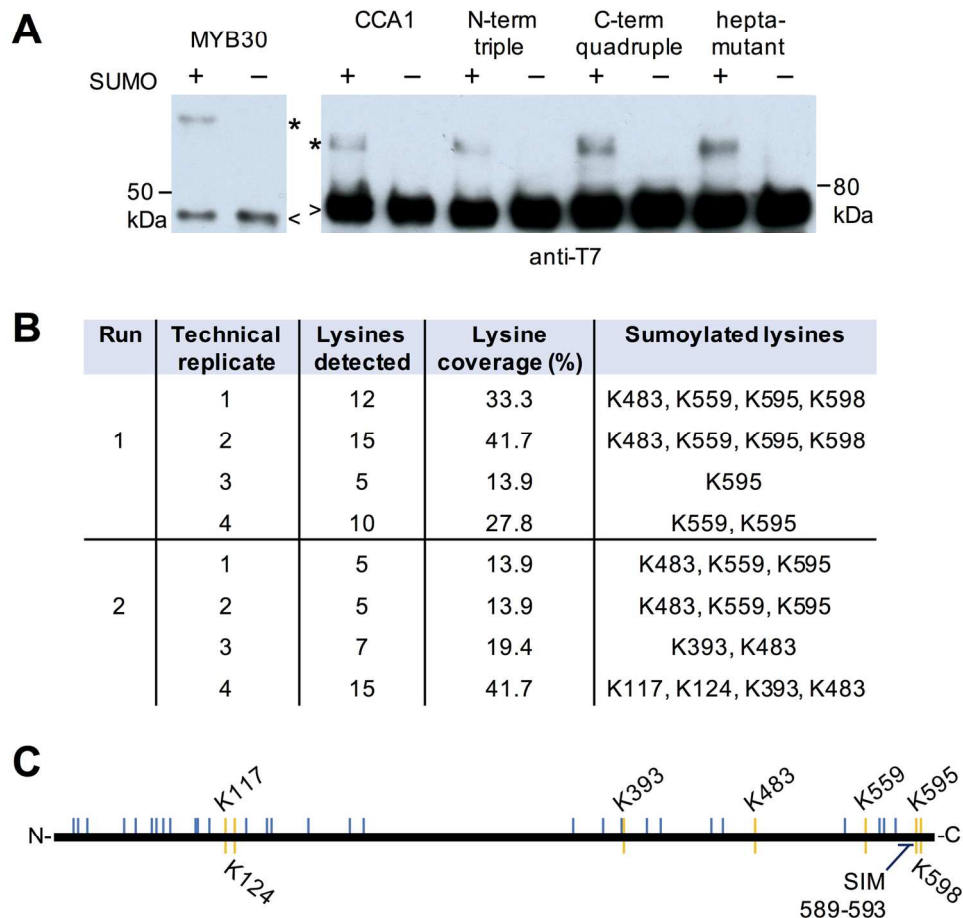 A
MYB30
CCA1
N-term triple
C-term quadruple
hepta-mutant
SUMO + − + − + − + − + −
*
*
50
kDa
<
>
80
kDa
anti-T7
B
Run Technical replicate Lysines detected Lysine coverage (%) Sumoylated lysines
1 12 33.3 K483, K559, K595, K598
1 2 15 41.7 K483, K559, K595, K598
3 5 13.9 K595
4 10 27.8 K559, K595
1 5 13.9 K483, K559, K595
2 2 5 13.9 K483, K559, K595
3 7 19.4 K393, K483
4 15 41.7 K117, K124, K393, K483
C
K117 K393 K483 K559 K595
N- -C
K124 SIM K598
589-593